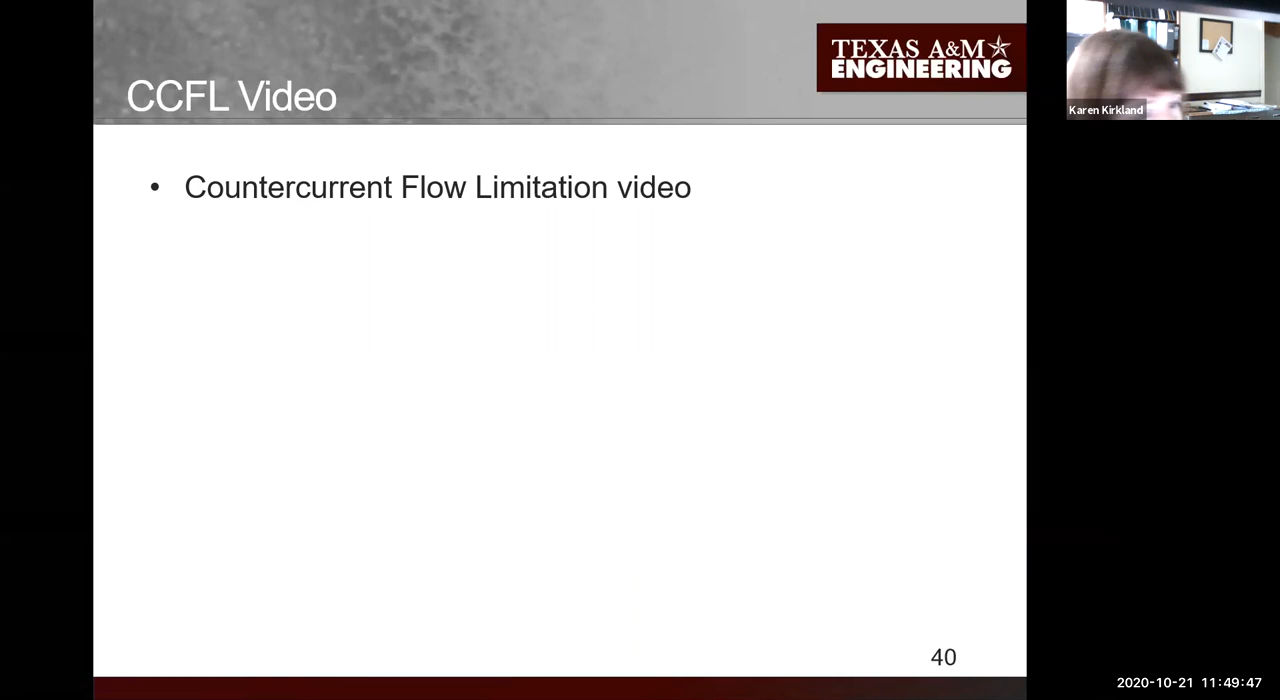 TEXAS A&M
ENGINEERING
CCFL Video
• Countercurrent Flow Limitation video
40
Karen Kirkland
2020-10-21 11:49:47